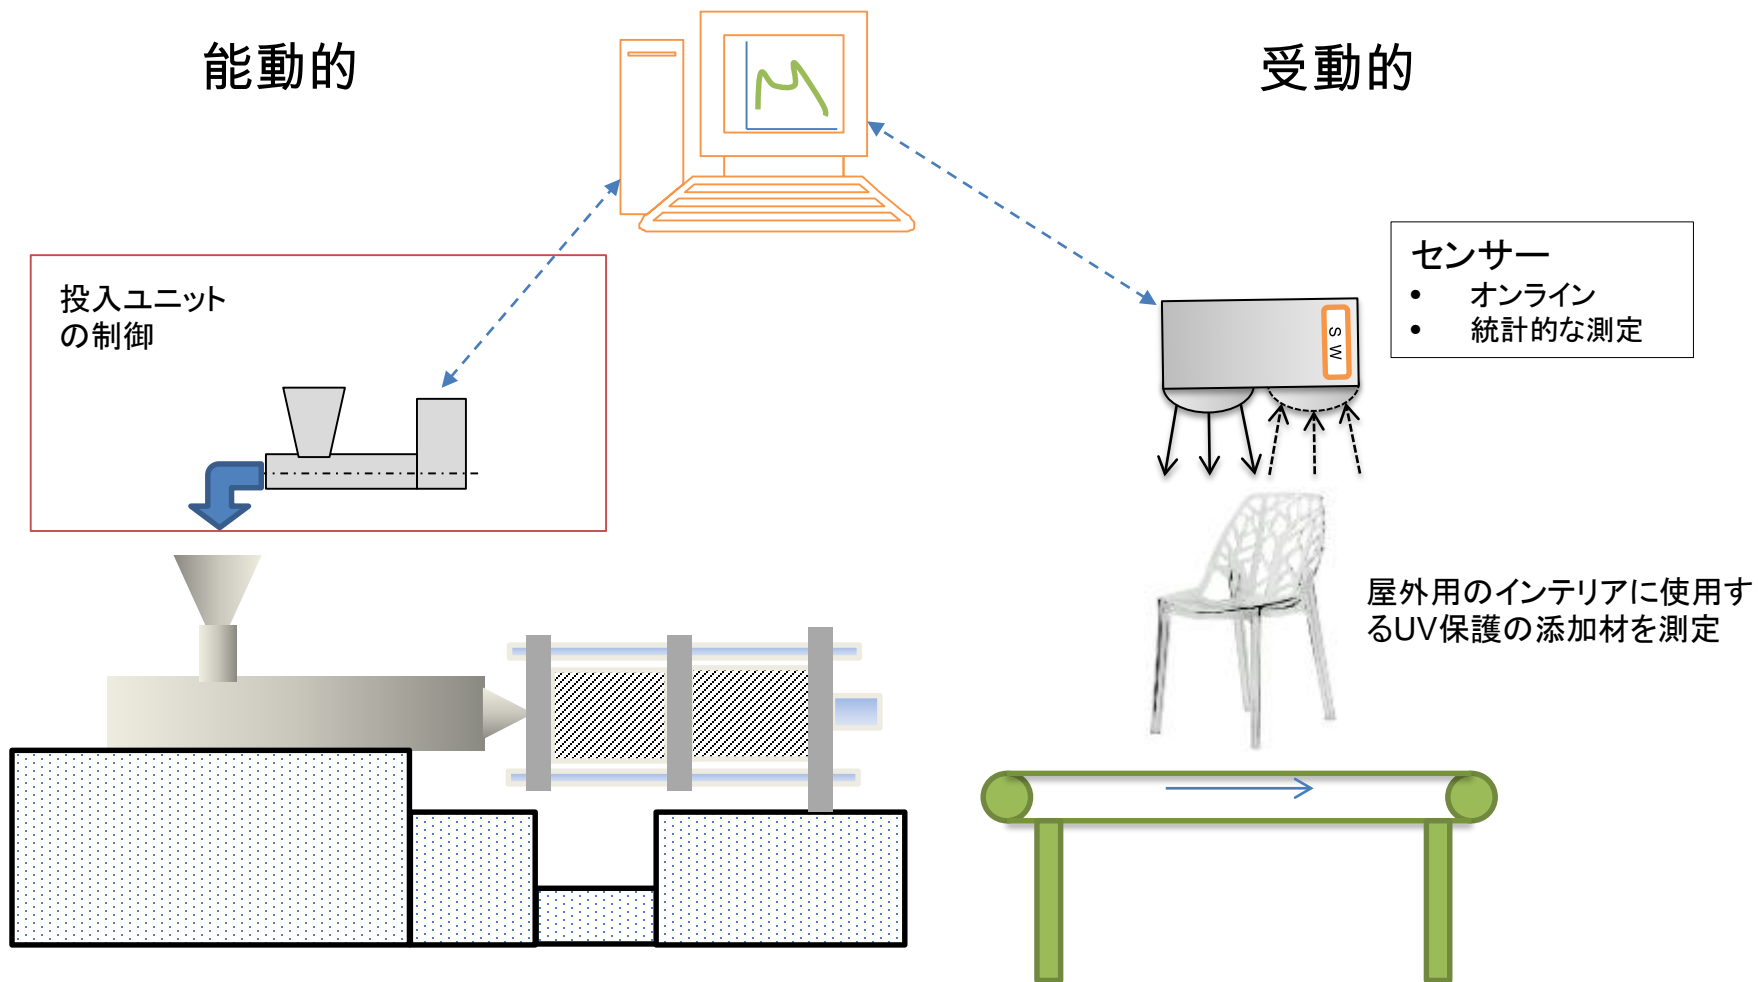 能動的
受動的
投入ユニット
の制御
センサー
• オンライン
• 統計的な測定
S W
屋外用のインテリアに使用す
るUV保護の添加材を測定